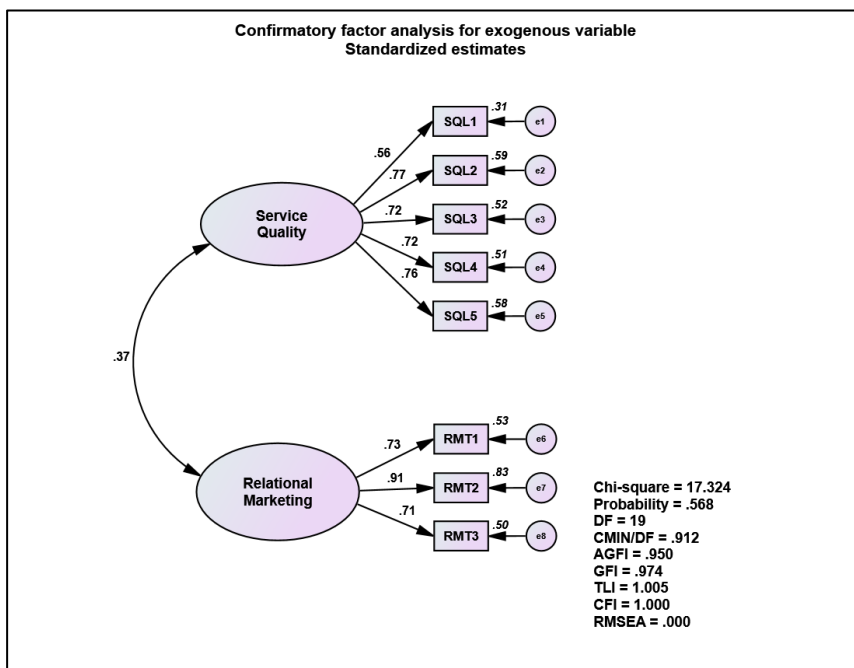 Confirmatory factor analysis for exogenous variable
Standardized estimates
.31
SQL1
e1
.56
.59
SQL2
e2
.77
.52
SQL3
e3
.72
Service
Quality
.51
SQL4
e4
.72
.58
SQL5
e5
.76
.37
.53
RMT1
e6
.73
.83
RMT2
e7
.91
Relational
Marketing
.50
RMT3
e8
.71
Chi-square = 17.324
Probability = .568
DF = 19
CMIN/DF = .912
AGFI = .950
GFI = .974
TLI = 1.005
CFI = 1.000
RMSEA = .000